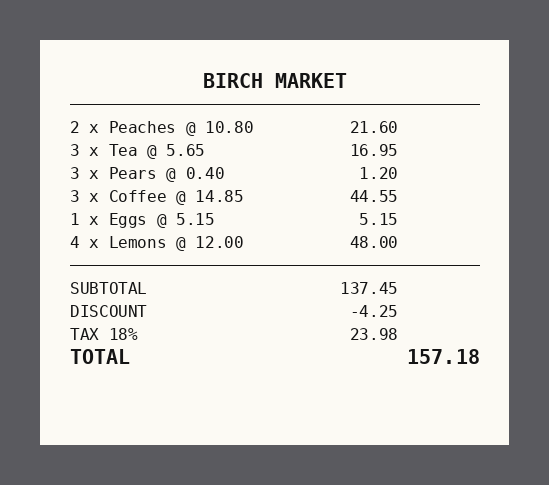 BIRCH MARKET
2 x Peaches @ 10.80 21.60
3 x Tea @ 5.65 16.95
3 x Pears @ 0.40 1.20
3 x Coffee @ 14.85 44.55
1 x Eggs @ 5.15 5.15
4 x Lemons @ 12.00 48.00
SUBTOTAL 137.45
DISCOUNT -4.25
TAX 18% 23.98
TOTAL 157.18